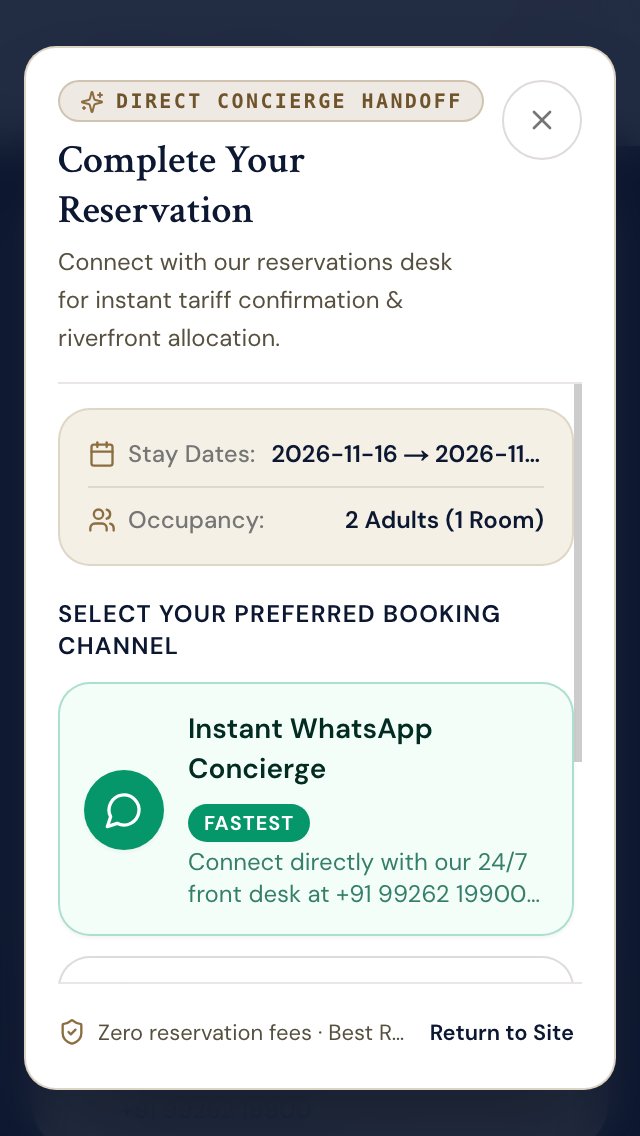 DIRECT CONCIERGE HANDOFF
Complete Your
Reservation
Connect with our reservations desk
for instant tariff confirmation &
riverfront allocation.
Stay Dates: 2026-11-16 → 2026-11...
Occupancy: 2 Adults (1 Room)
SELECT YOUR PREFERRED BOOKING
CHANNEL
Instant WhatsApp
Concierge
FASTEST
Connect directly with our 24/7
front desk at +91 99262 19900...
Zero reservation fees · Best R... Return to Site
+91 99262 19900